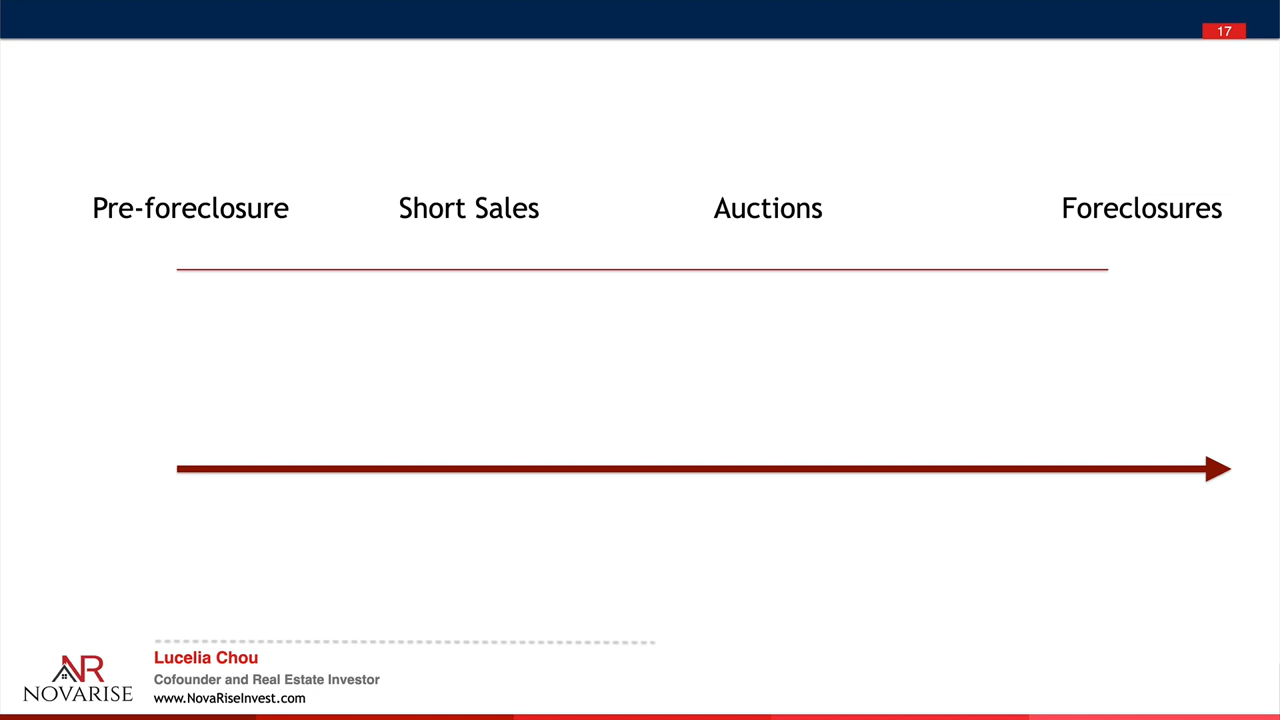 17
Pre-foreclosure Short Sales Auctions Foreclosures
Lucelia Chou
Cofounder and Real Estate Investor
www.NovaRiseInvest.com
NR
NOVARISE